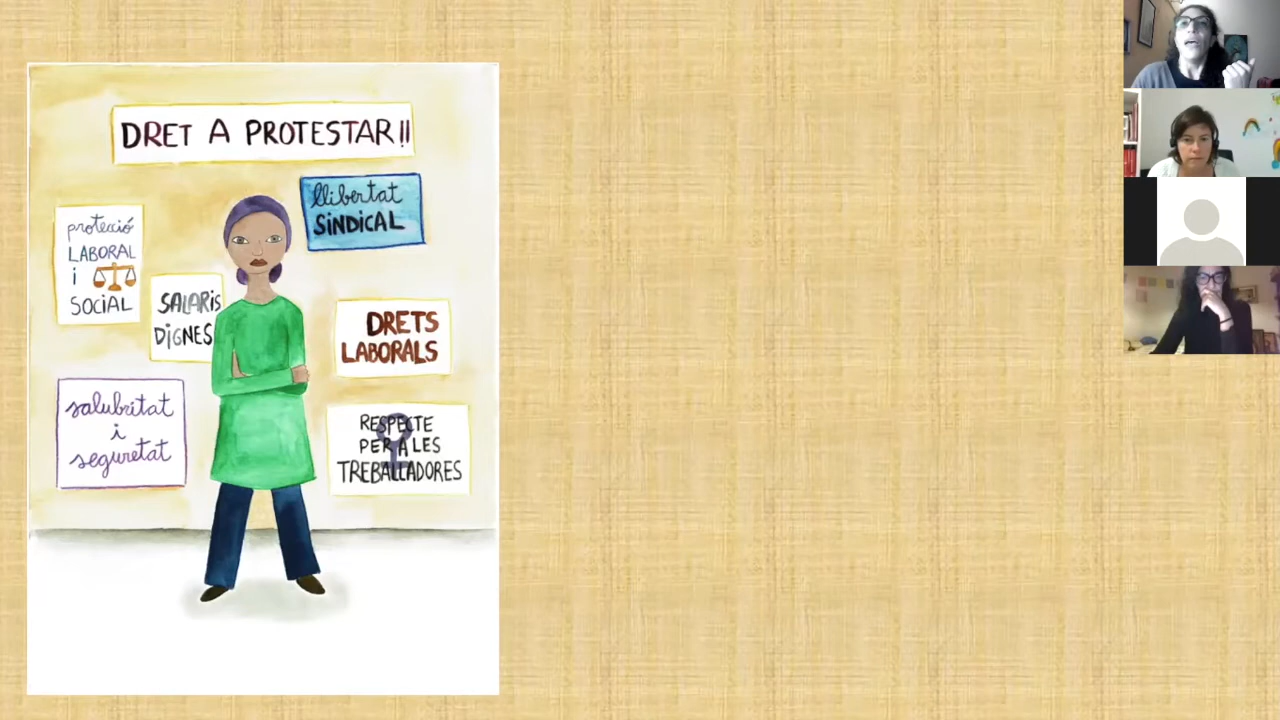 DRET A PROTESTAR!!
llibertat
SINDICAL
protecció
LABORAL
i
SOCIAL
SALARIS
DIGNES
DRETS
LABORALS
salubritat
i
seguretat
RESPECTE
PER A LES
TREBALLADORES